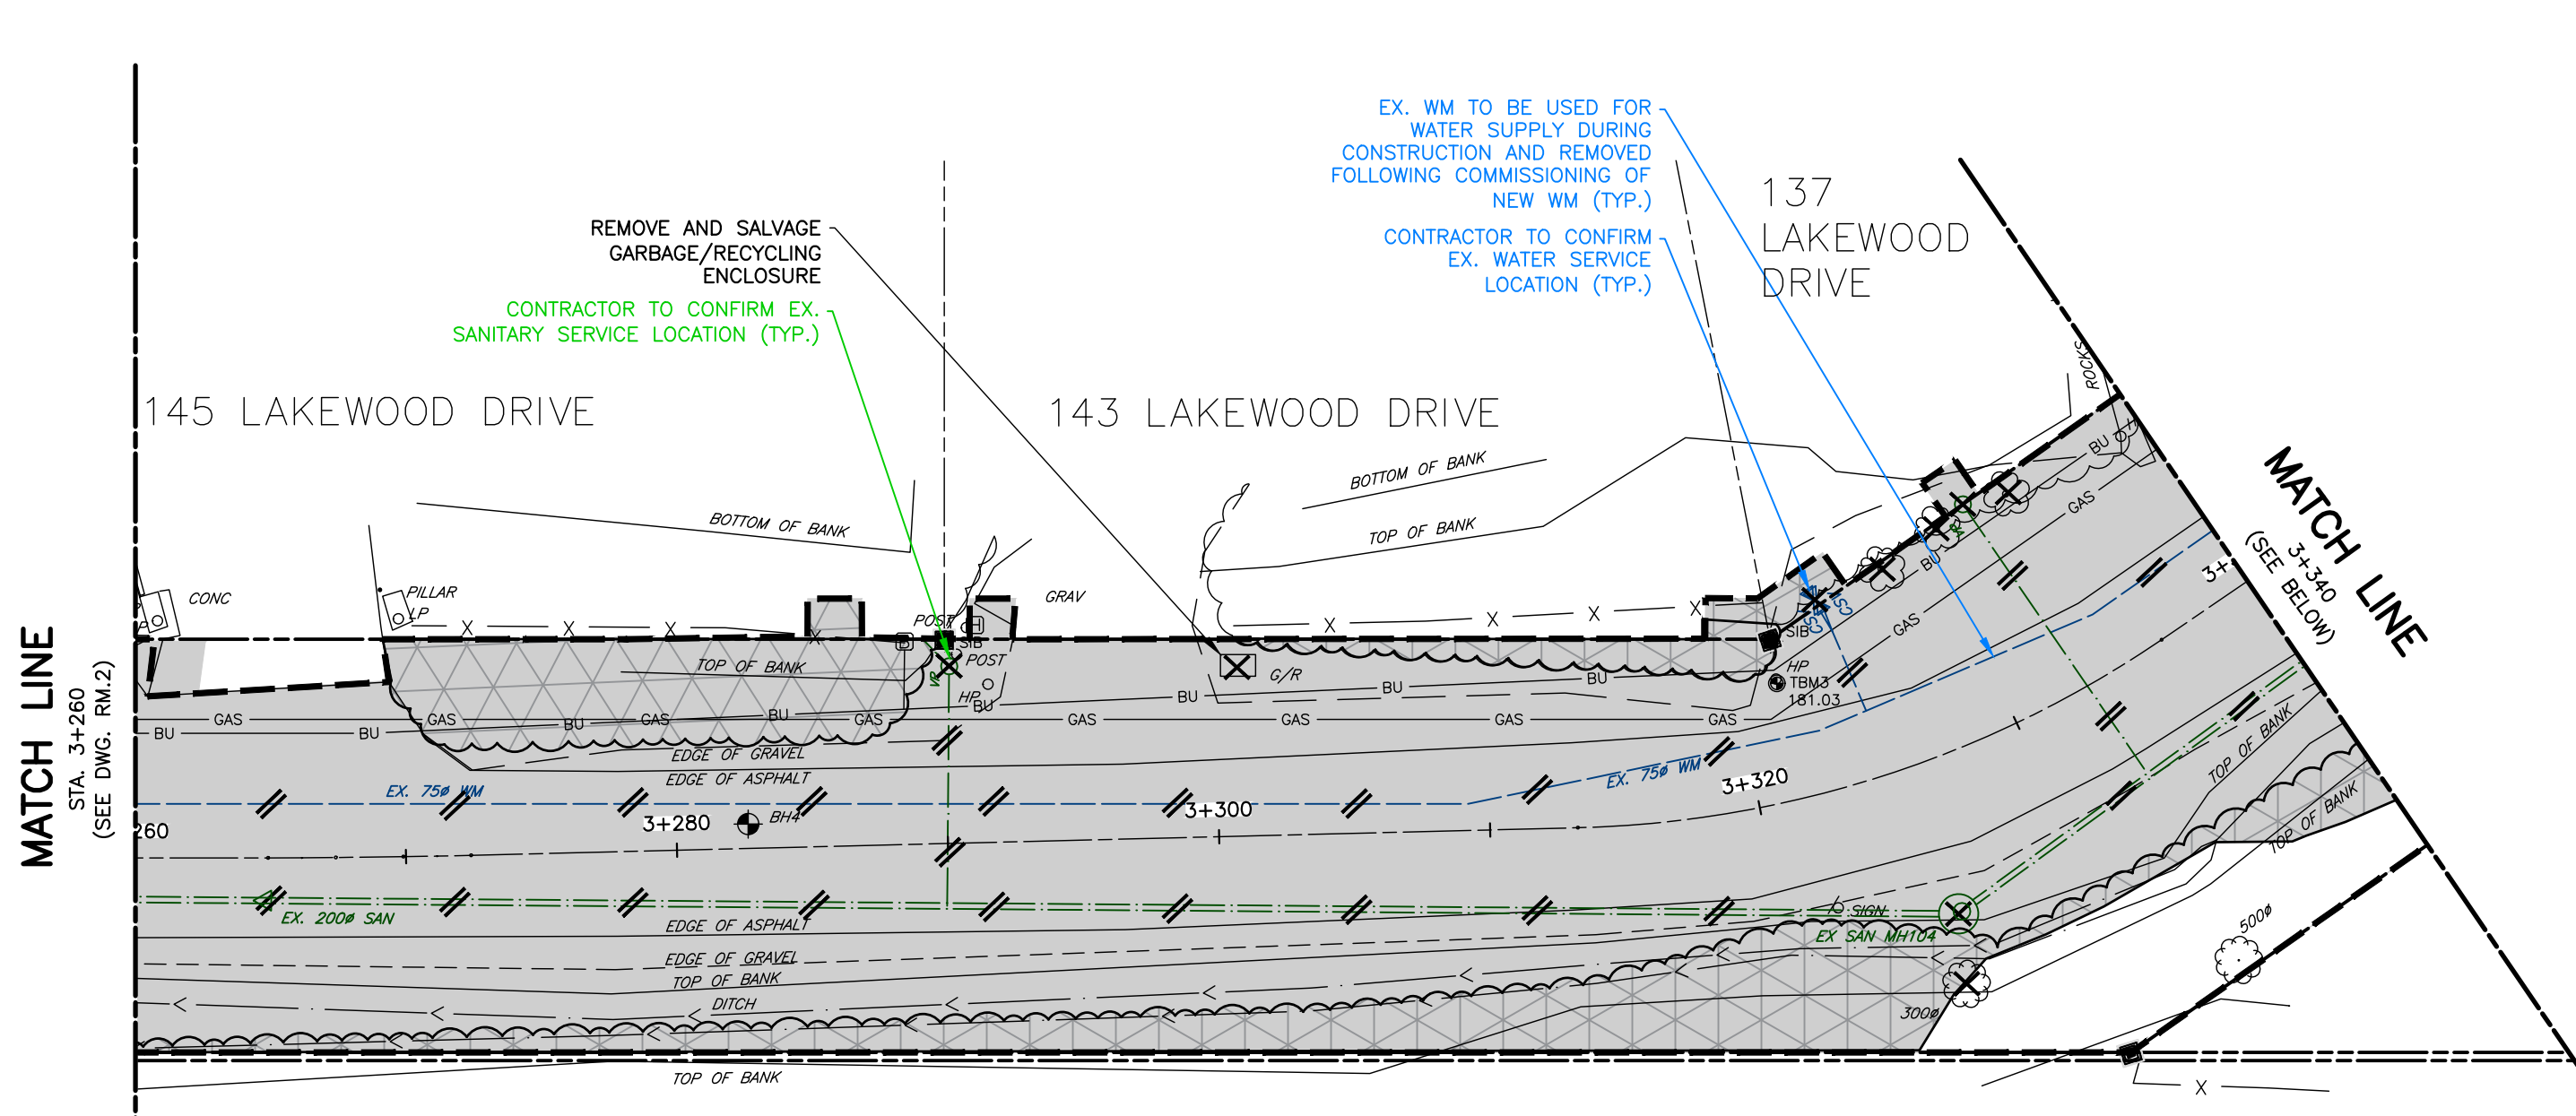 EX. WM TO BE USED FOR
WATER SUPPLY DURING
CONSTRUCTION AND REMOVED
FOLLOWING COMMISSIONING OF
NEW WM (TYP.)
CONTRACTOR TO CONFIRM
EX. WATER SERVICE
LOCATION (TYP.)
137
LAKEWOOD
DRIVE
REMOVE AND SALVAGE
GARBAGE/RECYCLING
ENCLOSURE
CONTRACTOR TO CONFIRM EX.
SANITARY SERVICE LOCATION (TYP.)
145 LAKEWOOD DRIVE
143 LAKEWOOD DRIVE
ROCKS
MATCH LINE
3+340
(SEE BELOW)
BOTTOM OF BANK
TOP OF BANK
BOTTOM OF BANK
CONC
PILLAR
LP
GRAV
POST
SIB
POST
HP
VP
H
B
X X X X
X X X X
TOP OF BANK
G/R
SIB
HP
TBM3
181.03
CSV
BU
GAS
BU
GAS
3+
GAS GAS GAS GAS GAS GAS GAS GAS
BU BU BU BU BU BU BU BU
EDGE OF GRAVEL
EDGE OF ASPHALT
EX. 75ø WM
EX. 75ø WM
MATCH LINE
STA. 3+260
(SEE DWG. RM.2)
260
3+280
BH4
3+300
3+320
TOP OF BANK
TOP OF BANK
EX. 200ø SAN
EDGE OF ASPHALT
SIGN
EX SAN MH104
500ø
EDGE OF GRAVEL
TOP OF BANK
DITCH
300ø
TOP OF BANK
X